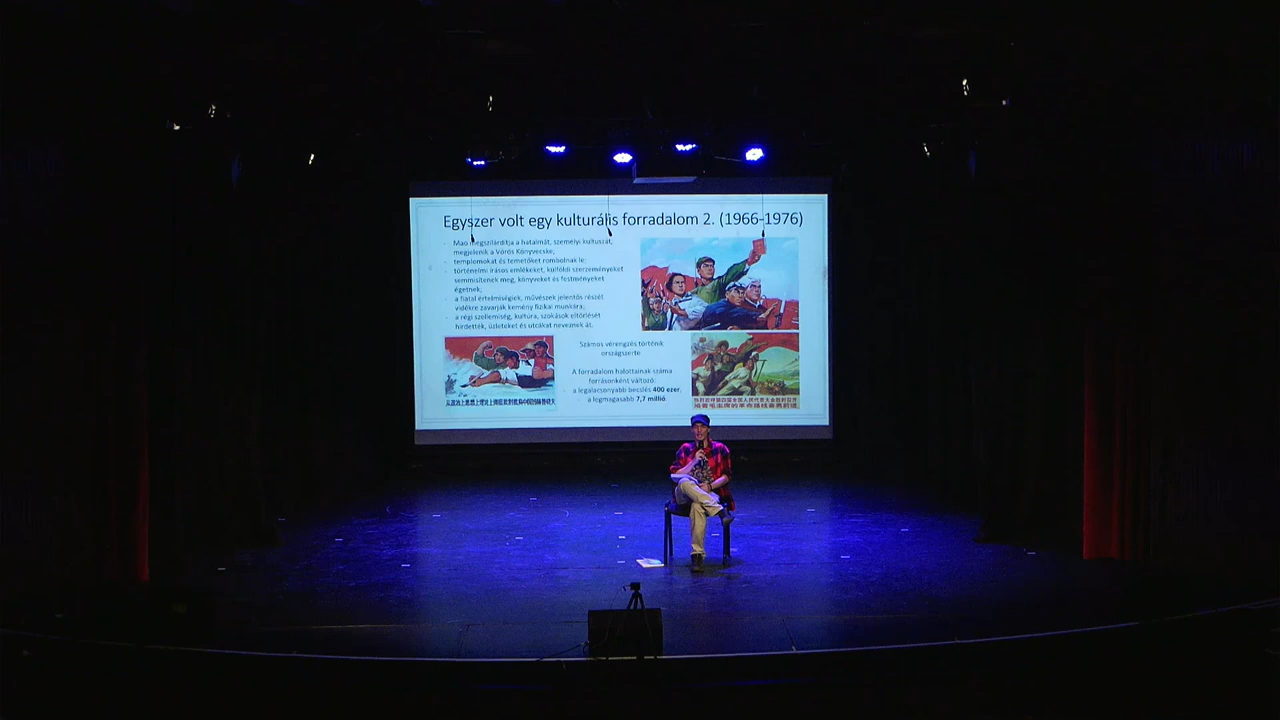 Egyszer volt egy kulturális forradalom 2. (1966-1976)
- Mao megszilárdítja a hatalmát, személyi kultuszát,
megjelenik a Vörös Könyvecske;
- templomokat és temetőket rombolnak le;
- történelmi írásos emlékeket, külföldi szerzeményeket
semmisítenek meg, könyveket és festményeket
égetnek;
- a fiatal értelmiségiek, művészek jelentős részét
vidékre zavarják kemény fizikai munkára;
- a régi szellemiség, kultúra, szokások eltörlését
hirdették, üzleteket és utcákat neveznek át.
Számos vérengzés történik
országszerte
A forradalom halottainak száma
forrásonként változó:
- a legalacsonyabb becslés 400 ezer,
- a legmagasabb 7,7 millió